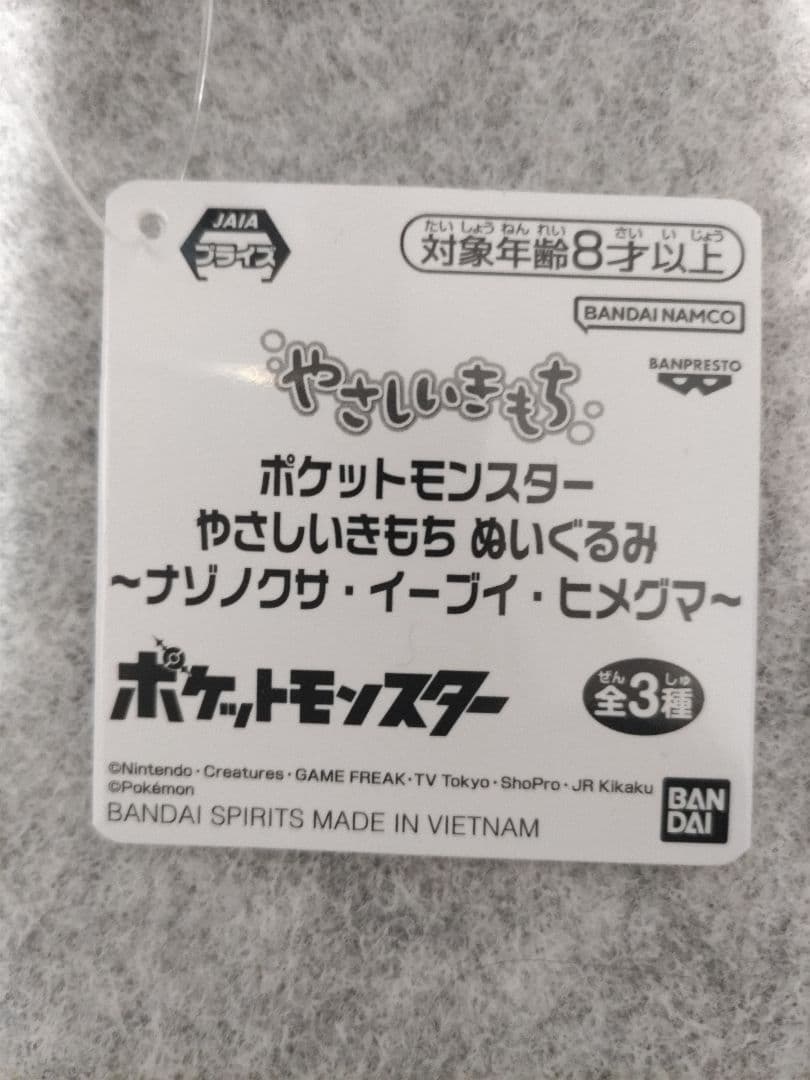 JAIA
プライズ
たいしょうねんれい さいいじょう
対象年齢8才以上
BANDAI NAMCO
BANPRESTO
やさしいきもち
ポケットモンスター
やさしいきもち ぬいぐるみ
～ナゾノクサ・イーブイ・ヒメグマ～
ポケットモンスター
ぜん しゅ
全3種
©Nintendo・Creatures・GAME FREAK・TV Tokyo・ShoPro・JR Kikaku
©Pokémon
BANDAI SPIRITS MADE IN VIETNAM
BAN
DAI